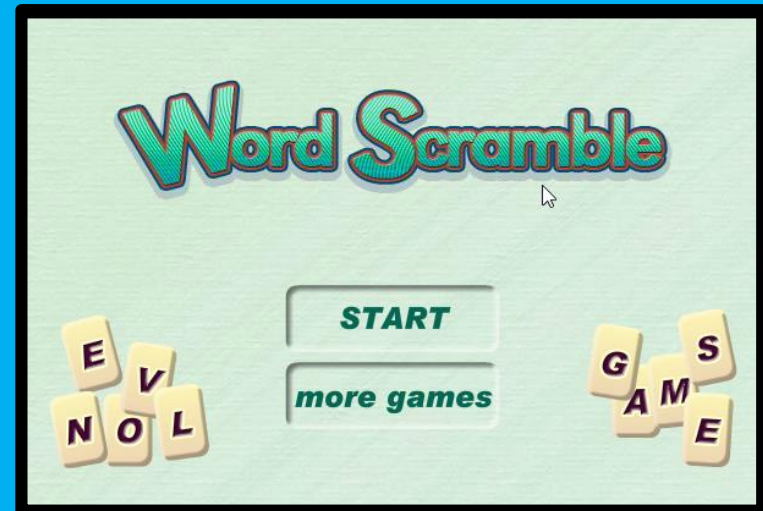 Word Scramble
START
more games
E
V
N O L
G
A M
S
E